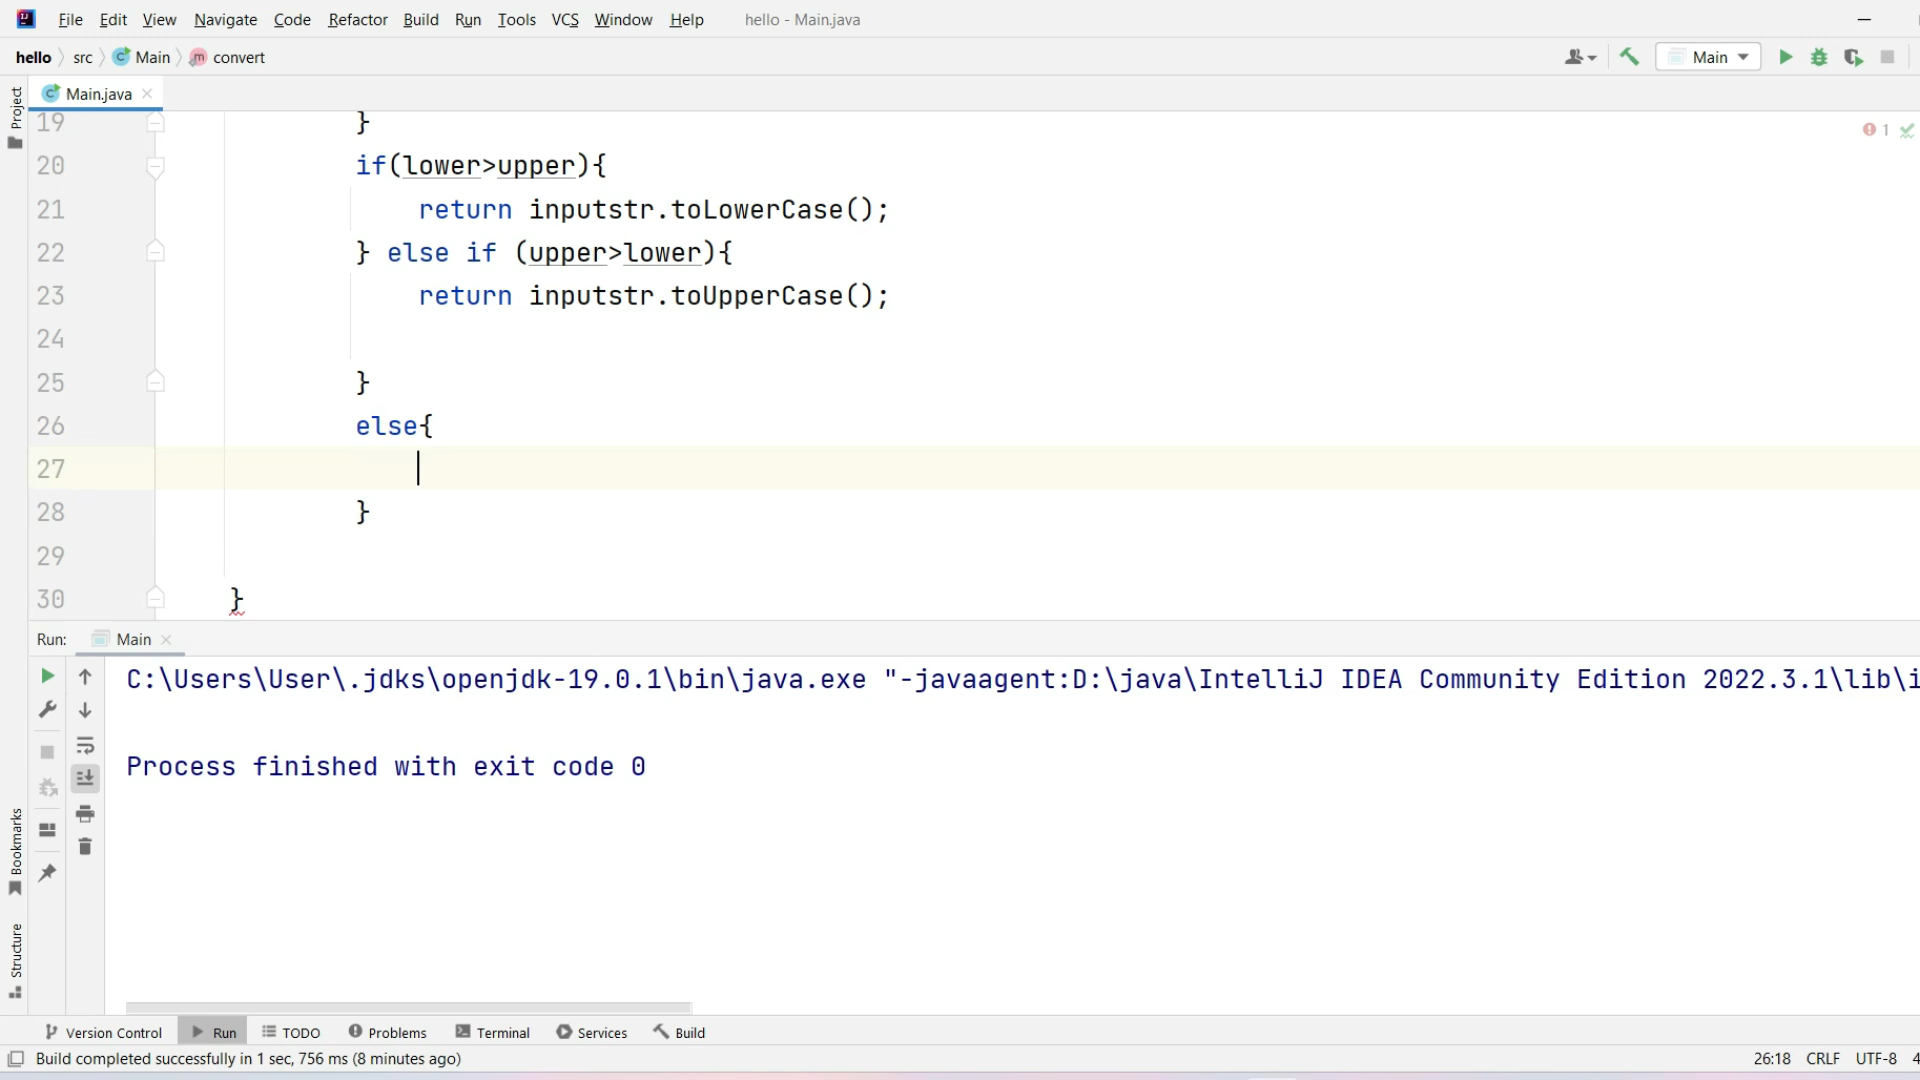 File Edit View Navigate Code Refactor Build Run Tools VCS Window Help hello - Main.java
hello src Main convert Main
Main.java
Project
19 }
1
20 if(lower>upper){
21 return inputstr.toLowerCase();
22 } else if (upper>lower){
23 return inputstr.toUpperCase();
24
25 }
26 else{
27
28 }
29
30 }
Run: Main
C:\Users\User\.jdks\openjdk-19.0.1\bin\java.exe "-javaagent:D:\java\IntelliJ IDEA Community Edition 2022.3.1\lib\i
Process finished with exit code 0
Bookmarks
Structure
Version Control Run TODO Problems Terminal Services Build
Build completed successfully in 1 sec, 756 ms (8 minutes ago) 26:18 CRLF UTF-8 4